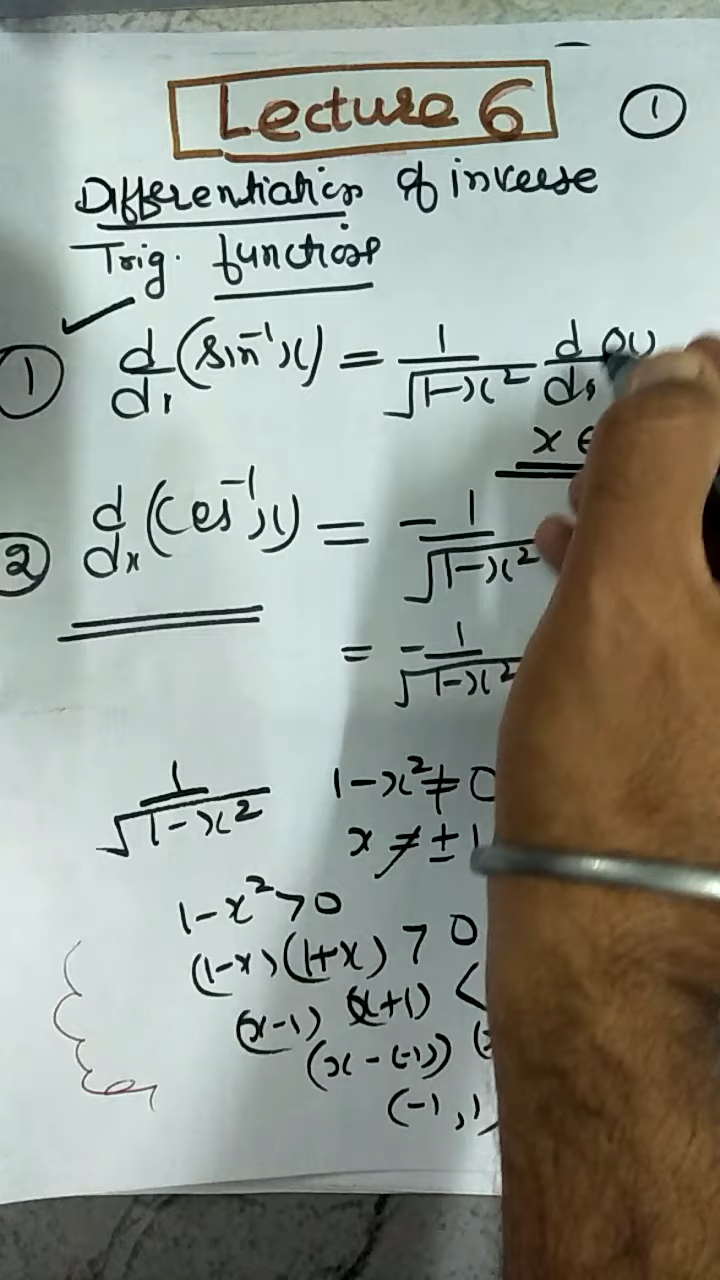 Lecture 6
①
Differentiation of inverse
Trig. functions
① d/dx (sin⁻¹x) = 1/√(1-x²) d/dx (x)
x ∈
② d/dx (cos⁻¹x) = -1/√(1-x²)
= -1/√(1-x²)
1/√(1-x²) 1-x² ≠ 0
x ≠ ±1
1-x² > 0
(1-x)(1+x) > 0
(x-1) (x+1) <
(x-(-1)) (
(-1, 1)